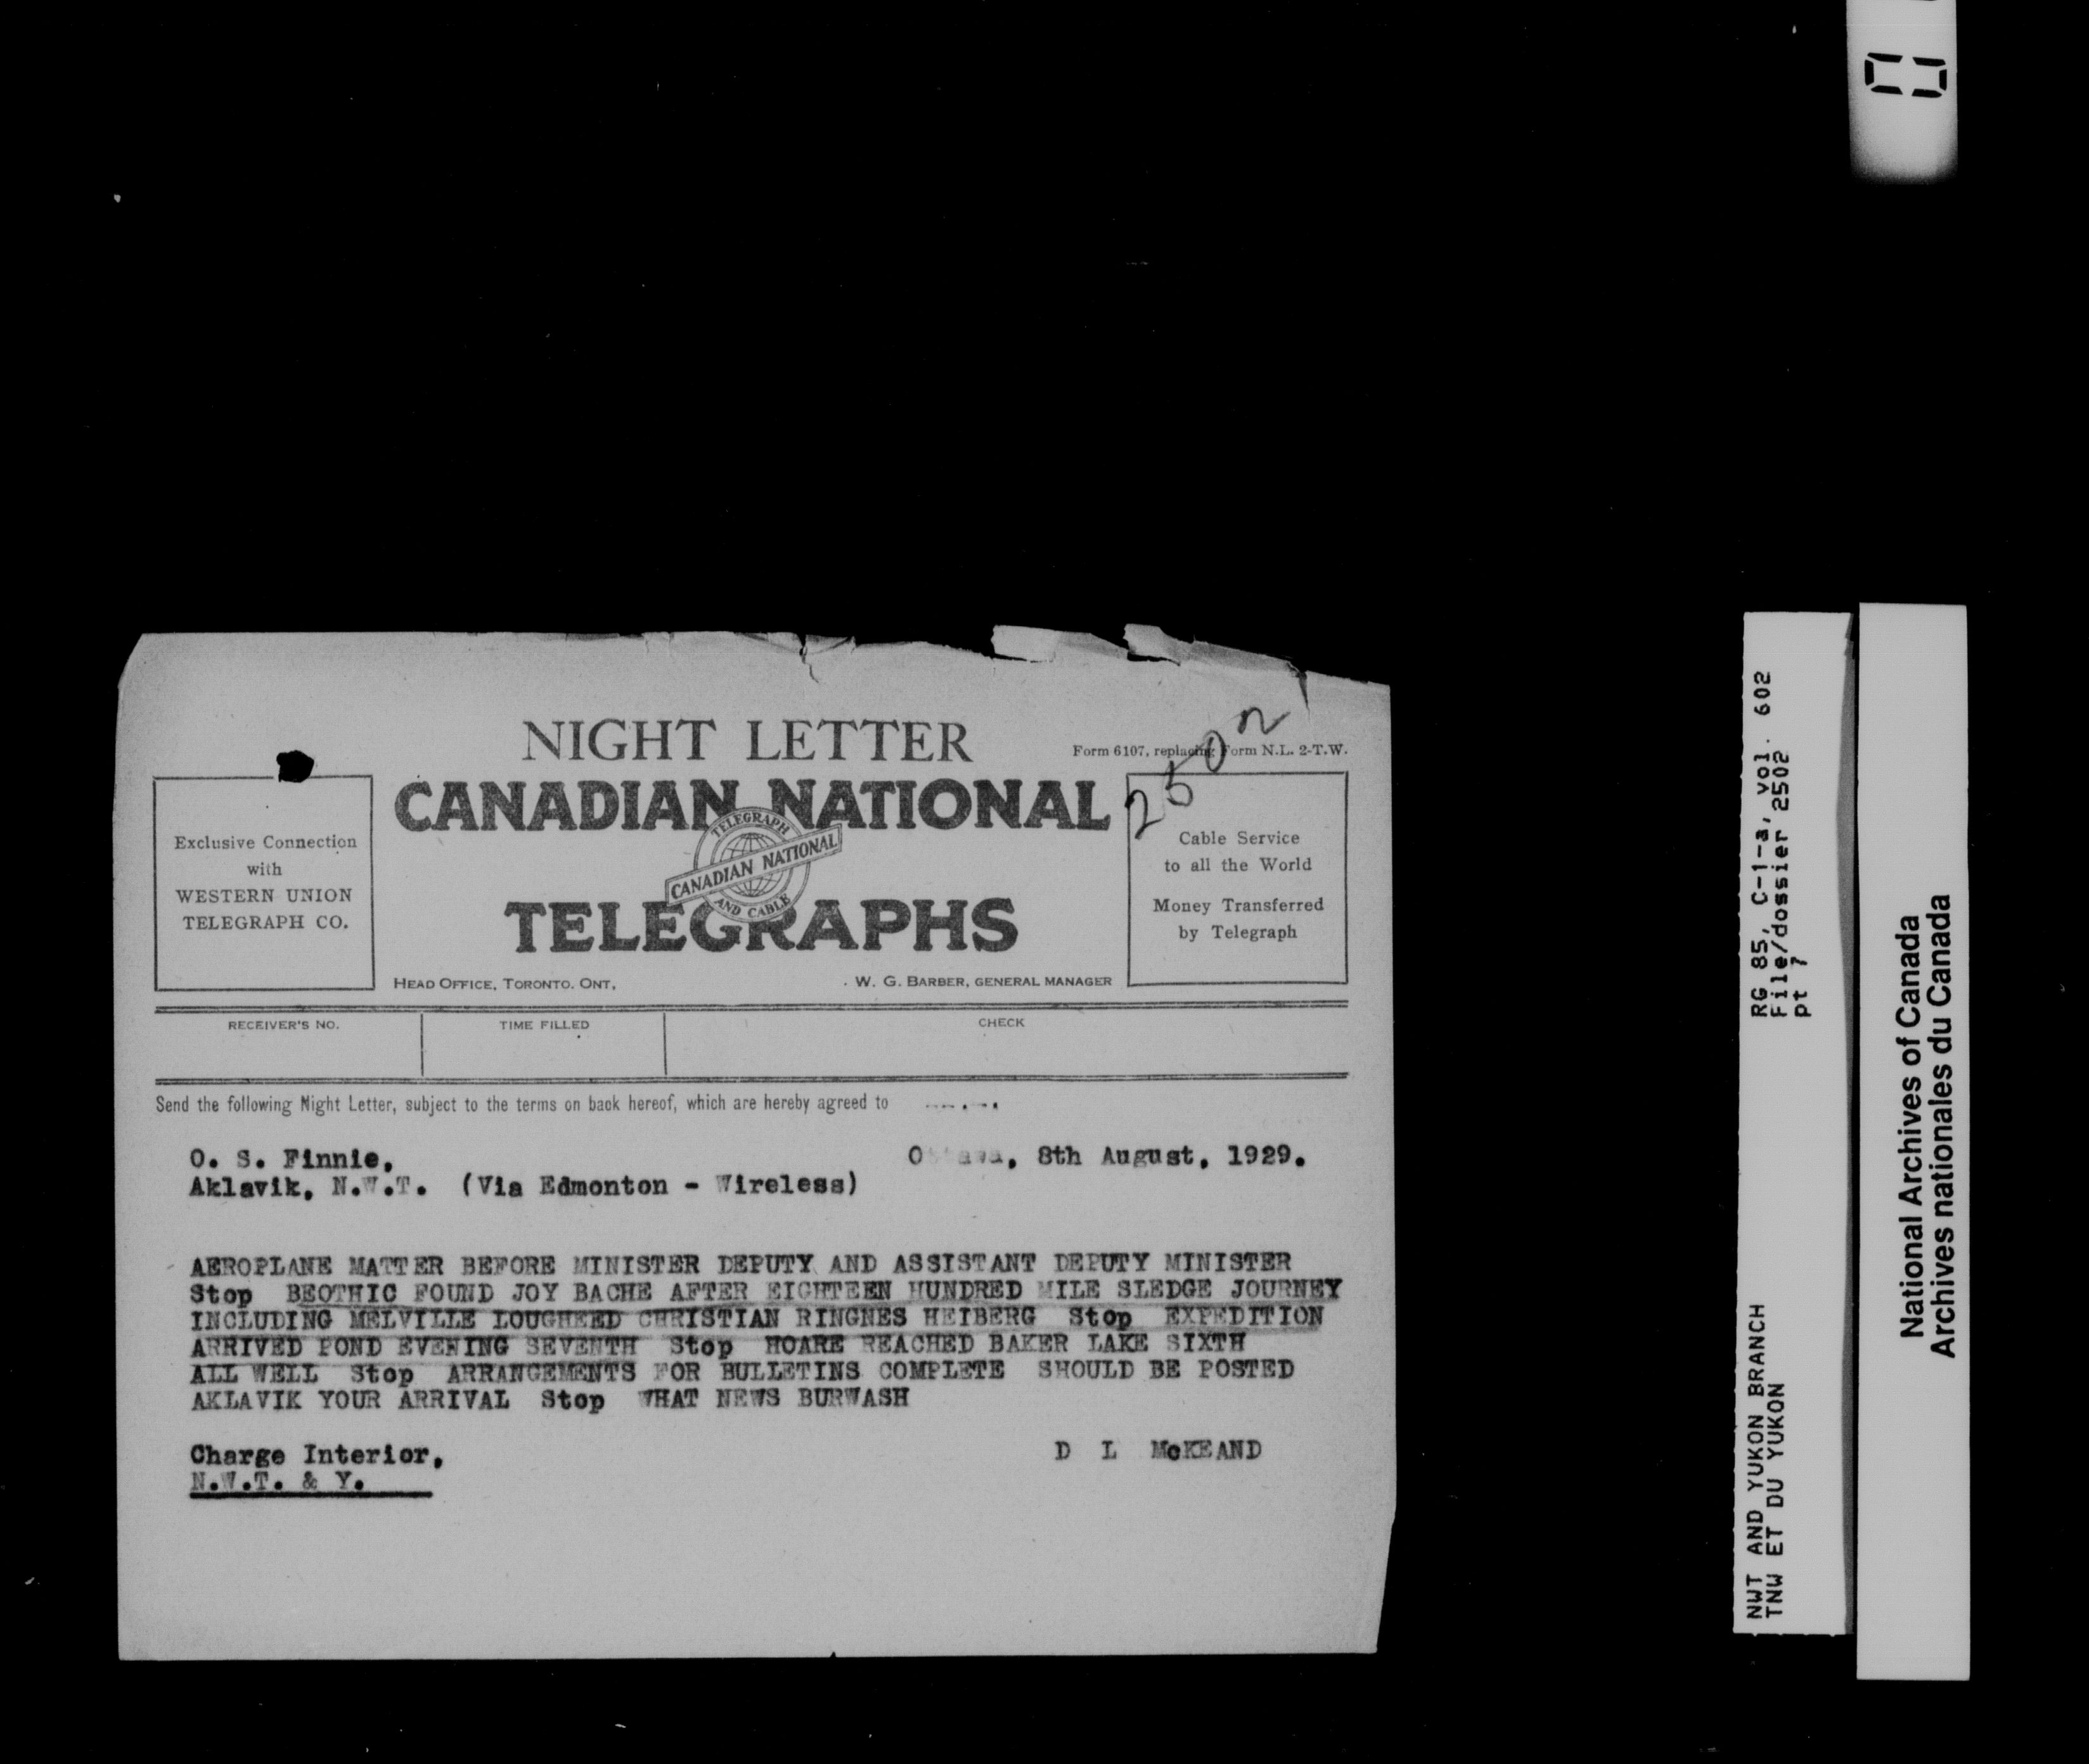 NIGHT LETTER
Form 6107, replacing Form N.L. 2-T.W.
2502
CANADIAN NATIONAL
TELEGRAPHS
TELEGRAPH
CANADIAN NATIONAL
AND CABLE
Exclusive Connection
with
WESTERN UNION
TELEGRAPH CO.
Cable Service
to all the World
Money Transferred
by Telegraph
HEAD OFFICE, TORONTO. ONT,
W. G. BARBER, GENERAL MANAGER
RECEIVER'S NO.
TIME FILLED
CHECK
Send the following Night Letter, subject to the terms on back hereof, which are hereby agreed to
O. S. Finnie, Ottawa, 8th August, 1929.
Aklavik, N.W.T. (Via Edmonton - Wireless)
AEROPLANE MATTER BEFORE MINISTER DEPUTY AND ASSISTANT DEPUTY MINISTER
Stop BEOTHIC FOUND JOY BACHE AFTER EIGHTEEN HUNDRED MILE SLEDGE JOURNEY
INCLUDING MELVILLE LOUGHEED CHRISTIAN RINGNES HEIBERG Stop EXPEDITION
ARRIVED POND EVENING SEVENTH Stop HOARE REACHED BAKER LAKE SIXTH
ALL WELL Stop ARRANGEMENTS FOR BULLETINS COMPLETE SHOULD BE POSTED
AKLAVIK YOUR ARRIVAL Stop WHAT NEWS BURWASH
Charge Interior, D L McKEAND
N.W.T. & Y.
RG 85, C-1-a, vol. 602
File/dossier 2502
pt 7
NWT AND YUKON BRANCH
TNW ET DU YUKON
National Archives of Canada
Archives nationales du Canada